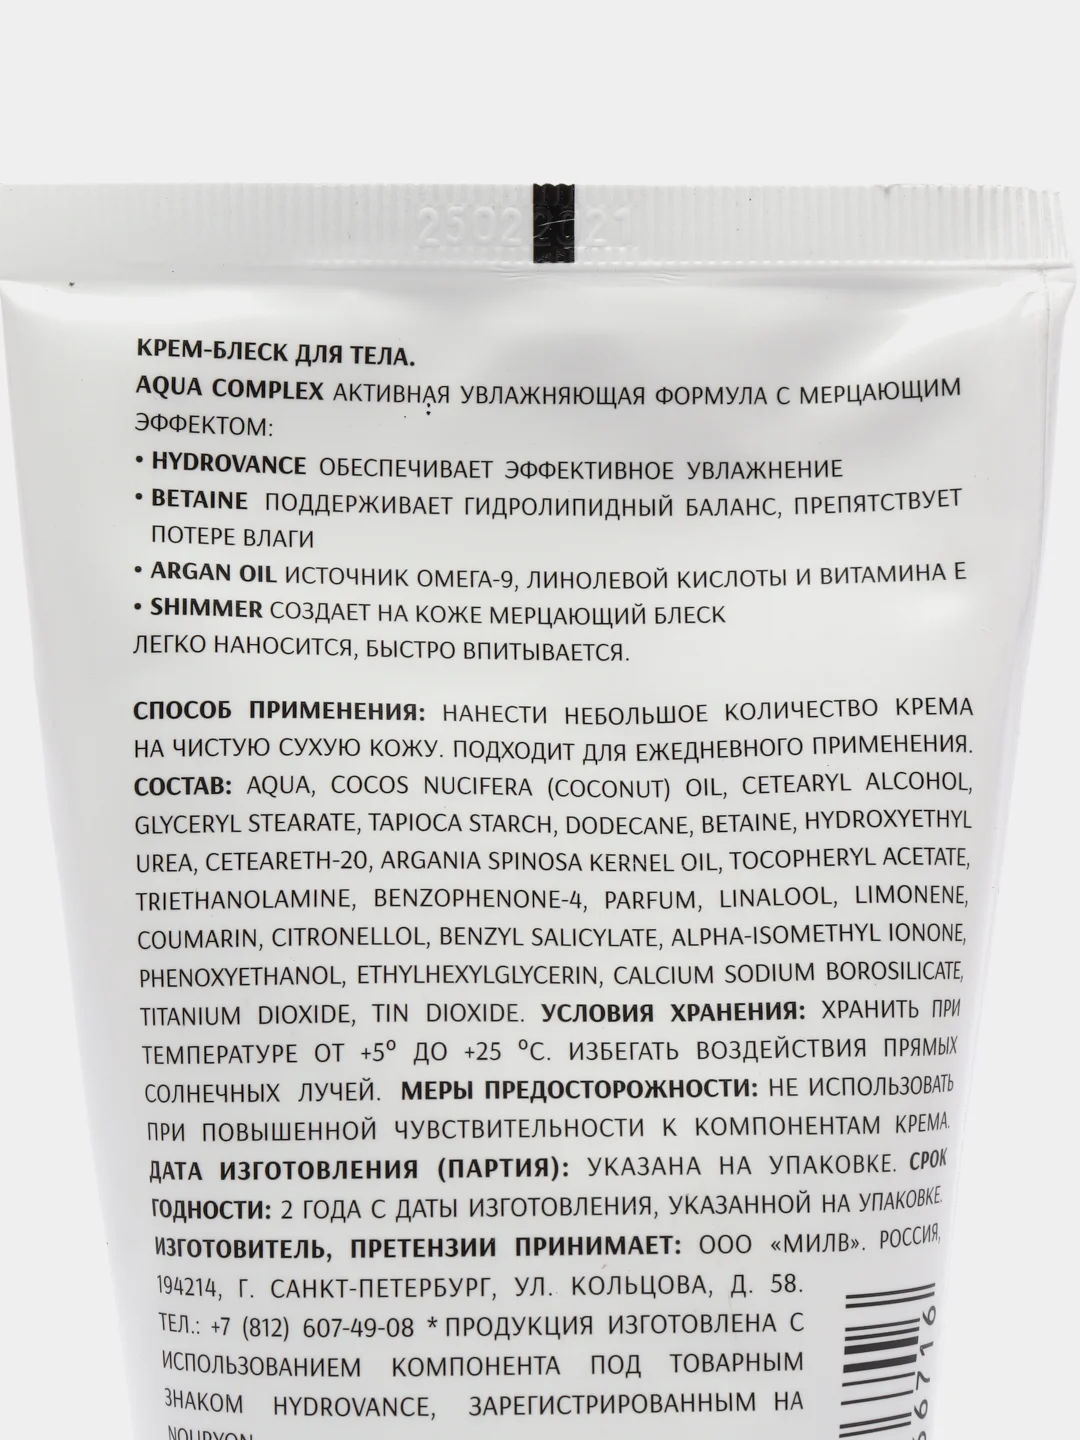 25022021
КРЕМ-БЛЕСК ДЛЯ ТЕЛА.
AQUA COMPLEX АКТИВНАЯ УВЛАЖНЯЮЩАЯ ФОРМУЛА С МЕРЦАЮЩИМ
ЭФФЕКТОМ:
• HYDROVANCE ОБЕСПЕЧИВАЕТ ЭФФЕКТИВНОЕ УВЛАЖНЕНИЕ
• BETAINE ПОДДЕРЖИВАЕТ ГИДРОЛИПИДНЫЙ БАЛАНС, ПРЕПЯТСТВУЕТ
ПОТЕРЕ ВЛАГИ
• ARGAN OIL ИСТОЧНИК ОМЕГА-9, ЛИНОЛЕВОЙ КИСЛОТЫ И ВИТАМИНА Е
• SHIMMER СОЗДАЕТ НА КОЖЕ МЕРЦАЮЩИЙ БЛЕСК
ЛЕГКО НАНОСИТСЯ, БЫСТРО ВПИТЫВАЕТСЯ.
СПОСОБ ПРИМЕНЕНИЯ: НАНЕСТИ НЕБОЛЬШОЕ КОЛИЧЕСТВО КРЕМА
НА ЧИСТУЮ СУХУЮ КОЖУ. ПОДХОДИТ ДЛЯ ЕЖЕДНЕВНОГО ПРИМЕНЕНИЯ.
СОСТАВ: AQUA, COCOS NUCIFERA (COCONUT) OIL, CETEARYL ALCOHOL,
GLYCERYL STEARATE, TAPIOCA STARCH, DODECANE, BETAINE, HYDROXYETHYL
UREA, CETEARETH-20, ARGANIA SPINOSA KERNEL OIL, TOCOPHERYL ACETATE,
TRIETHANOLAMINE, BENZOPHENONE-4, PARFUM, LINALOOL, LIMONENE,
COUMARIN, CITRONELLOL, BENZYL SALICYLATE, ALPHA-ISOMETHYL IONONE,
PHENOXYETHANOL, ETHYLHEXYLGLYCERIN, CALCIUM SODIUM BOROSILICATE,
TITANIUM DIOXIDE, TIN DIOXIDE. УСЛОВИЯ ХРАНЕНИЯ: ХРАНИТЬ ПРИ
ТЕМПЕРАТУРЕ ОТ +5º ДО +25 ºС. ИЗБЕГАТЬ ВОЗДЕЙСТВИЯ ПРЯМЫХ
СОЛНЕЧНЫХ ЛУЧЕЙ. МЕРЫ ПРЕДОСТОРОЖНОСТИ: НЕ ИСПОЛЬЗОВАТЬ
ПРИ ПОВЫШЕННОЙ ЧУВСТВИТЕЛЬНОСТИ К КОМПОНЕНТАМ КРЕМА.
ДАТА ИЗГОТОВЛЕНИЯ (ПАРТИЯ): УКАЗАНА НА УПАКОВКЕ. СРОК
ГОДНОСТИ: 2 ГОДА С ДАТЫ ИЗГОТОВЛЕНИЯ, УКАЗАННОЙ НА УПАКОВКЕ.
ИЗГОТОВИТЕЛЬ, ПРЕТЕНЗИИ ПРИНИМАЕТ: ООО «МИЛВ». РОССИЯ,
194214, Г. САНКТ-ПЕТЕРБУРГ, УЛ. КОЛЬЦОВА, Д. 58.
ТЕЛ.: +7 (812) 607-49-08 * ПРОДУКЦИЯ ИЗГОТОВЛЕНА С
ИСПОЛЬЗОВАНИЕМ КОМПОНЕНТА ПОД ТОВАРНЫМ
ЗНАКОМ HYDROVANCE, ЗАРЕГИСТРИРОВАННЫМ НА
NOURYON
6716